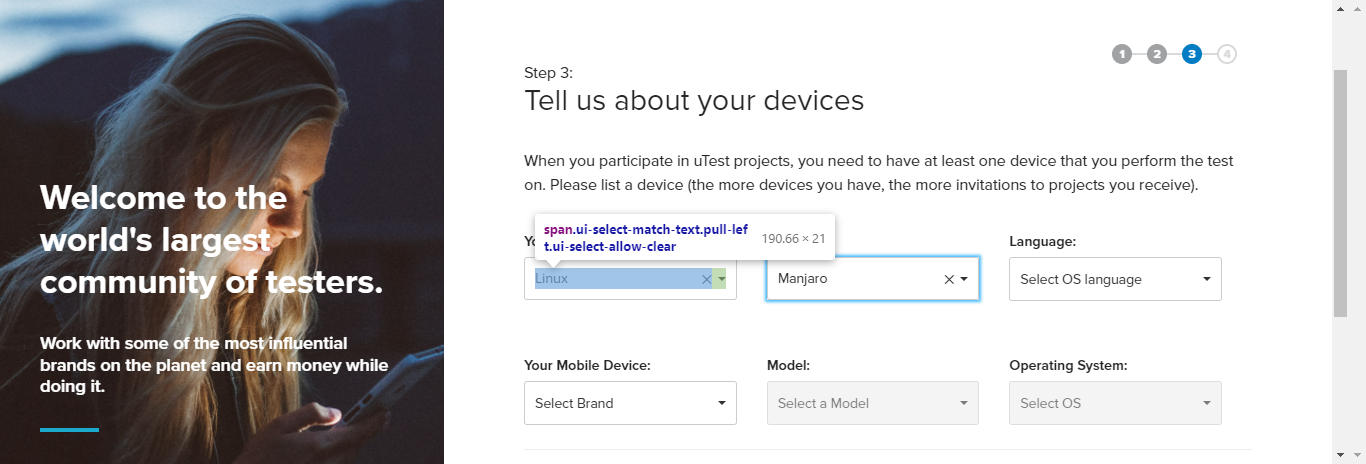 Welcome to the
world's largest
community of testers.
Work with some of the most influential
brands on the planet and earn money while
doing it.
1 2 3 4
Step 3:
Tell us about your devices
When you participate in uTest projects, you need to have at least one device that you perform the test
on. Please list a device (the more devices you have, the more invitations to projects you receive).
span.ui-select-match-text.pull-lef
t.ui-select-allow-clear
190.66 × 21
Language:
Linux
Manjaro
Select OS language
Your Mobile Device:
Model:
Operating System:
Select Brand
Select a Model
Select OS